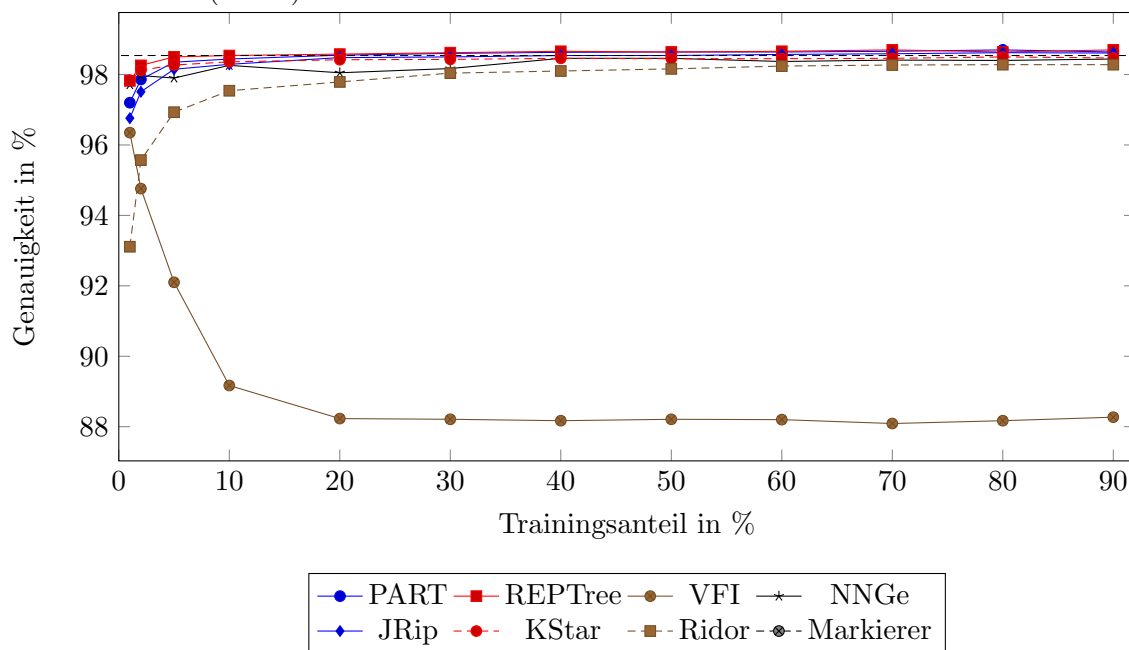 98
96
94
92
90
88
Genauigkeit in %
0 10 20 30 40 50 60 70 80 90
Trainingsanteil in %
PART REPTree VFI NNGe
JRip KStar Ridor Markierer